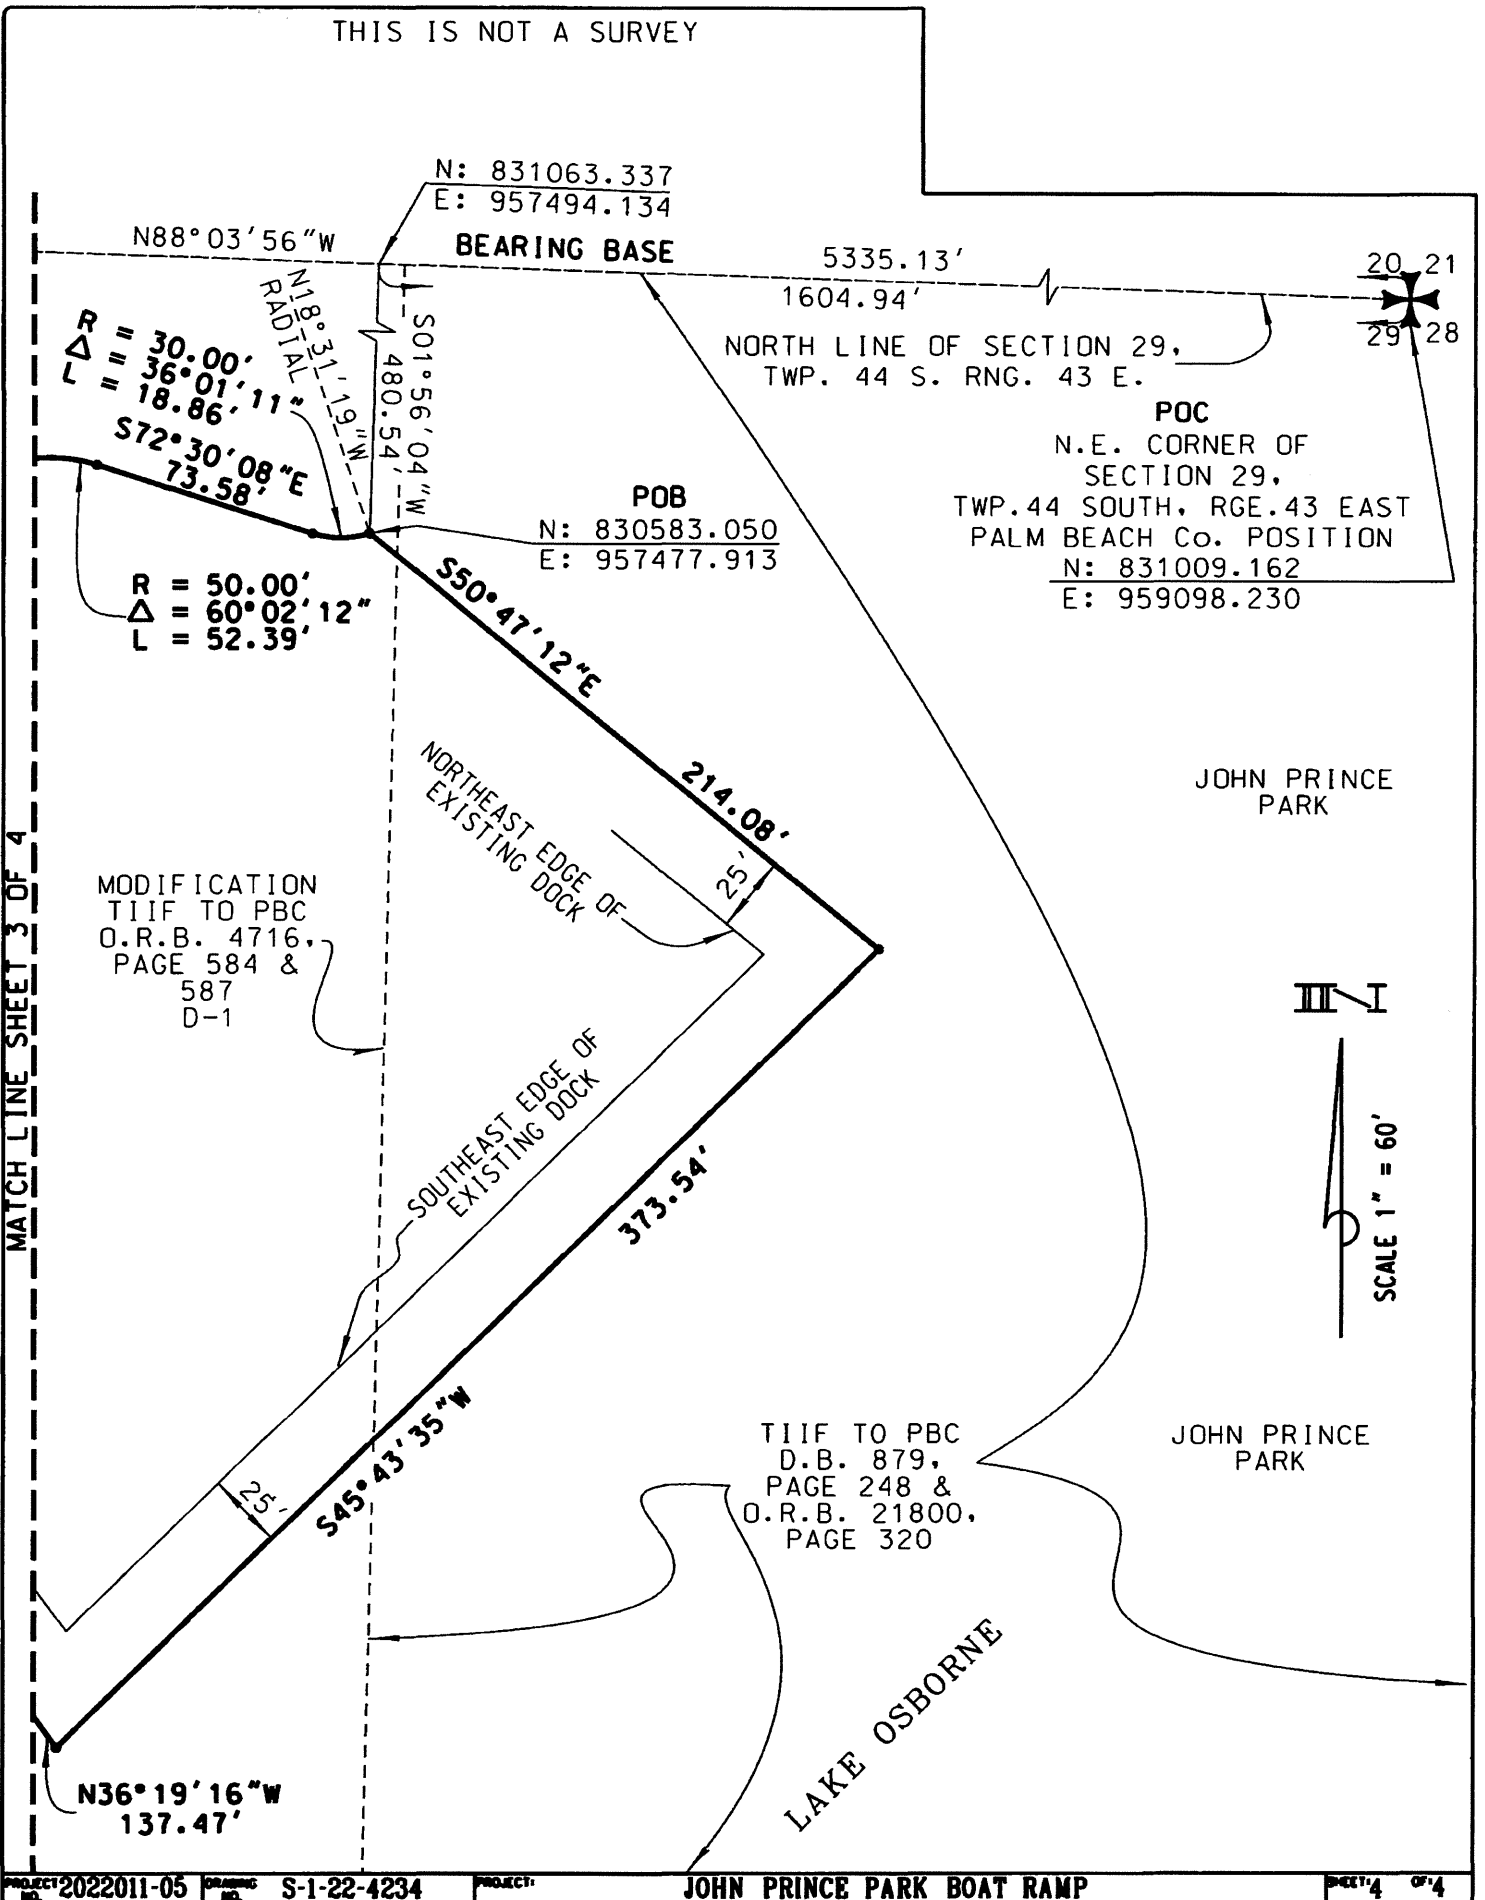 THIS IS NOT A SURVEY
N: 831063.337
E: 957494.134
N88°03'56"W
BEARING BASE
5335.13'
1604.94'
20 21
29 28
N18°31'19"W
RADIAL
S01°56'04"W
480.54'
NORTH LINE OF SECTION 29,
TWP. 44 S. RNG. 43 E.
R = 30.00'
Δ = 36°01'11"
L = 18.86'
S72°30'08"E
73.58'
POC
N.E. CORNER OF
SECTION 29,
TWP.44 SOUTH, RGE.43 EAST
PALM BEACH Co. POSITION
N: 831009.162
E: 959098.230
POB
N: 830583.050
E: 957477.913
R = 50.00'
Δ = 60°02'12"
L = 52.39'
S50°47'12"E
214.08'
NORTHEAST EDGE OF
EXISTING DOCK
25'
JOHN PRINCE
PARK
MATCH LINE SHEET 3 OF 4
MODIFICATION
TIIF TO PBC
O.R.B. 4716,
PAGE 584 &
587
D-1
SOUTHEAST EDGE OF
EXISTING DOCK
373.54'
S45°43'35"W
25'
SCALE 1" = 60'
TIIF TO PBC
D.B. 879,
PAGE 248 &
O.R.B. 21800,
PAGE 320
JOHN PRINCE
PARK
LAKE OSBORNE
N36°19'16"W
137.47'
PROJECT NO. 2022011-05 DRAWING NO. S-1-22-4234 PROJECT: JOHN PRINCE PARK BOAT RAMP SHEET: 4 OF: 4